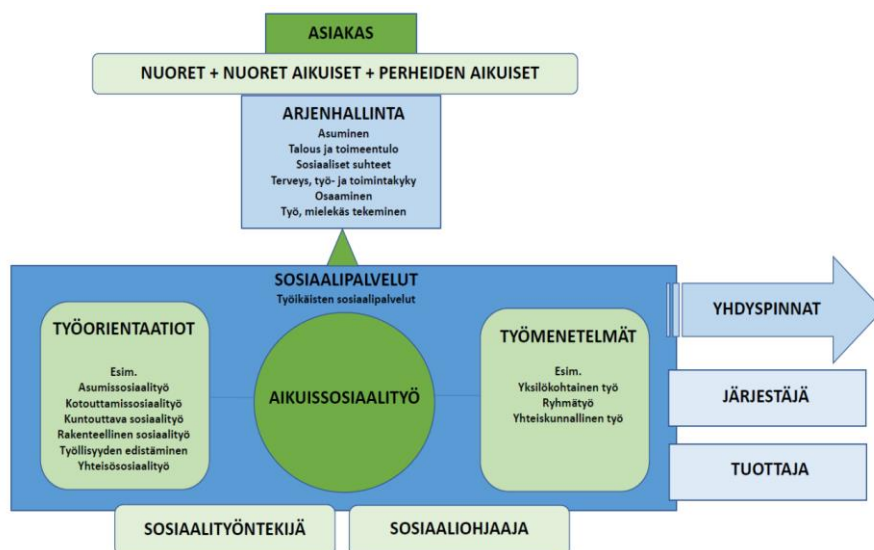 ASIAKAS
NUORET + NUORET AIKUISET + PERHEIDEN AIKUISET
ARJENHALLINTA
Asuminen
Talous ja toimeentulo
Sosiaaliset suhteet
Terveys, työ- ja toimintakyky
Osaaminen
Työ, mielekäs tekeminen
SOSIAALIPALVELUT
Työikäisten sosiaalipalvelut
TYÖORIENTAATIOT
Esim.
Asumissosiaalityö
Kotouttamissosiaalityö
Kuntouttava sosiaalityö
Rakenteellinen sosiaalityö
Työllisyyden edistäminen
Yhteisösosiaalityö
AIKUISSOSIAALITYÖ
TYÖMENETELMÄT
Esim.
Yksilökohtainen työ
Ryhmätyö
Yhteiskunnallinen työ
YHDYSPINNAT
JÄRJESTÄJÄ
TUOTTAJA
SOSIAALITYÖNTEKIJÄ
SOSIAALIOHJAAJA